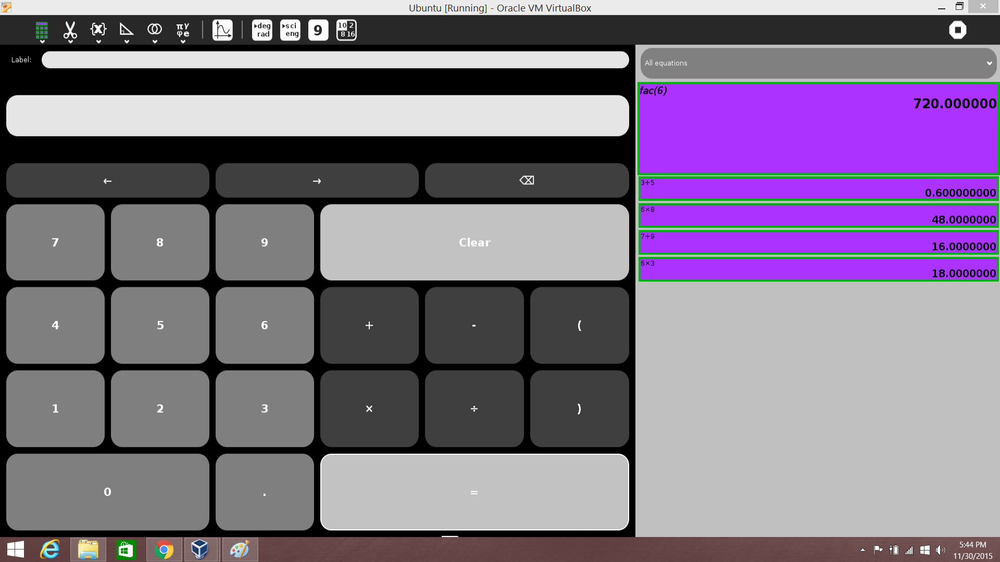 Ubuntu [Running] - Oracle VM VirtualBox
{x}
πγ
φe
▸deg
rad
▸sci
eng
9
10 2
8 16
Label:
All equations
fac(6)
720.000000
3÷5
0.600000000
6×8
48.0000000
7+9
16.0000000
6×3
18.0000000
← → ⌫
7 8 9 Clear
4 5 6 + - (
1 2 3 × ÷ )
0 . =
5:44 PM
11/30/2015